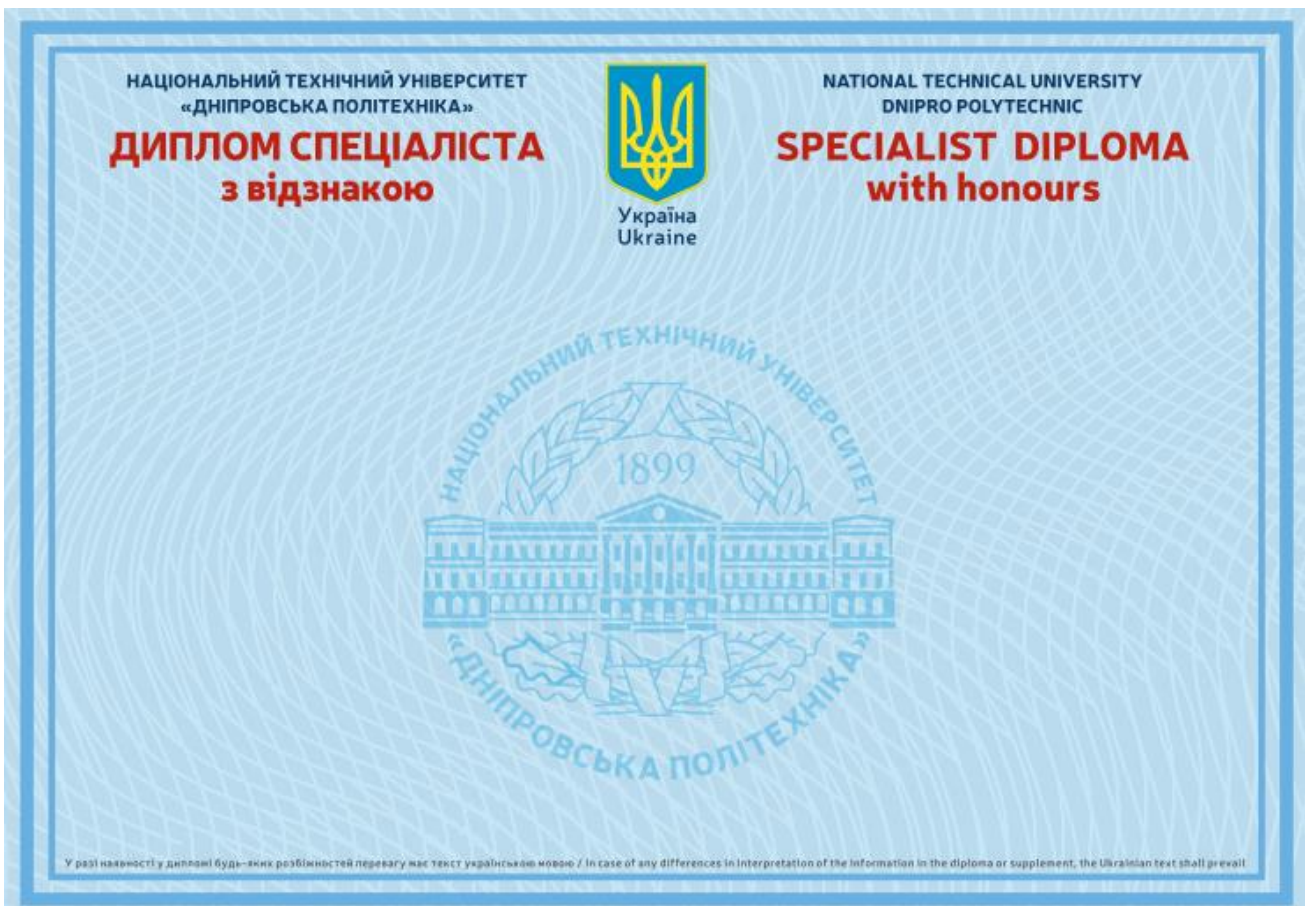 НАЦІОНАЛЬНИЙ ТЕХНІЧНИЙ УНІВЕРСИТЕТ
«ДНІПРОВСЬКА ПОЛІТЕХНІКА»
ДИПЛОМ СПЕЦІАЛІСТА
з відзнакою
Україна
Ukraine
NATIONAL TECHNICAL UNIVERSITY
DNIPRO POLYTECHNIC
SPECIALIST DIPLOMA
with honours
НАЦІОНАЛЬНИЙ ТЕХНІЧНИЙ УНІВЕРСИТЕТ
1899
«ДНІПРОВСЬКА ПОЛІТЕХНІКА»
У разі наявності у дипломі будь-яких розбіжностей перевагу має текст українською мовою / In case of any differences in interpretation of the information in the diploma or supplement, the Ukrainian text shall prevail